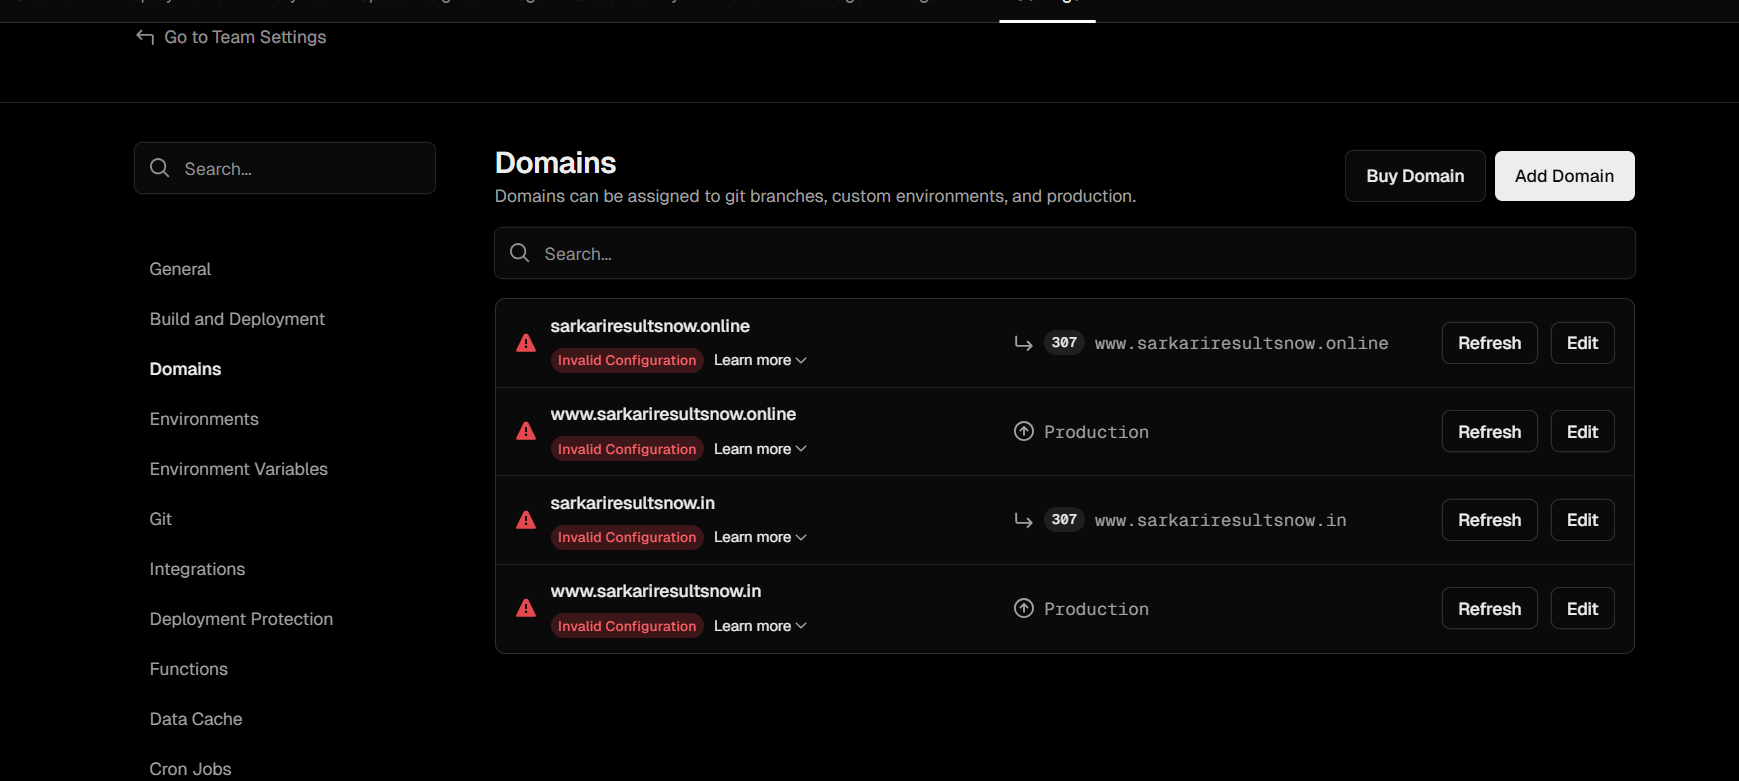 Go to Team Settings
Search...
General
Build and Deployment
Domains
Environments
Environment Variables
Git
Integrations
Deployment Protection
Functions
Data Cache
Cron Jobs
Domains
Domains can be assigned to git branches, custom environments, and production.
Buy Domain
Add Domain
Search...
sarkariresultsnow.online
Invalid Configuration Learn more
307 www.sarkariresultsnow.online
Refresh Edit
www.sarkariresultsnow.online
Invalid Configuration Learn more
Production
Refresh Edit
sarkariresultsnow.in
Invalid Configuration Learn more
307 www.sarkariresultsnow.in
Refresh Edit
www.sarkariresultsnow.in
Invalid Configuration Learn more
Production
Refresh Edit